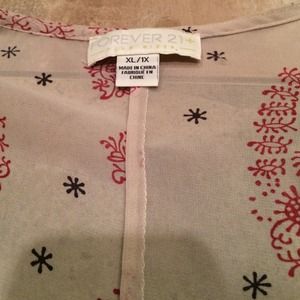 FOREVER 21+
XL/1X
MADE IN CHINA
FABRIQUÉ EN
CHINE